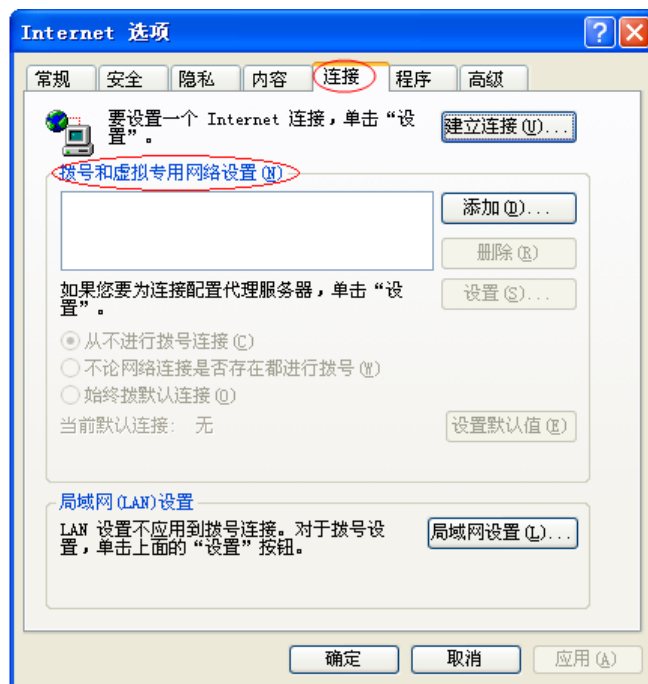 Internet 选项
常规 安全 隐私 内容 连接 程序 高级
要设置一个 Internet 连接，单击“设
置”。
建立连接(U)...
拨号和虚拟专用网络设置(N)
添加(D)...
删除(R)
如果您要为连接配置代理服务器，单击“设
置”。
设置(S)...
从不进行拨号连接(C)
不论网络连接是否存在都进行拨号(W)
始终拨默认连接(O)
当前默认连接： 无
设置默认值(E)
局域网(LAN)设置
LAN 设置不应用到拨号连接。对于拨号设
置，单击上面的“设置”按钮。
局域网设置(L)...
确定 取消 应用(A)